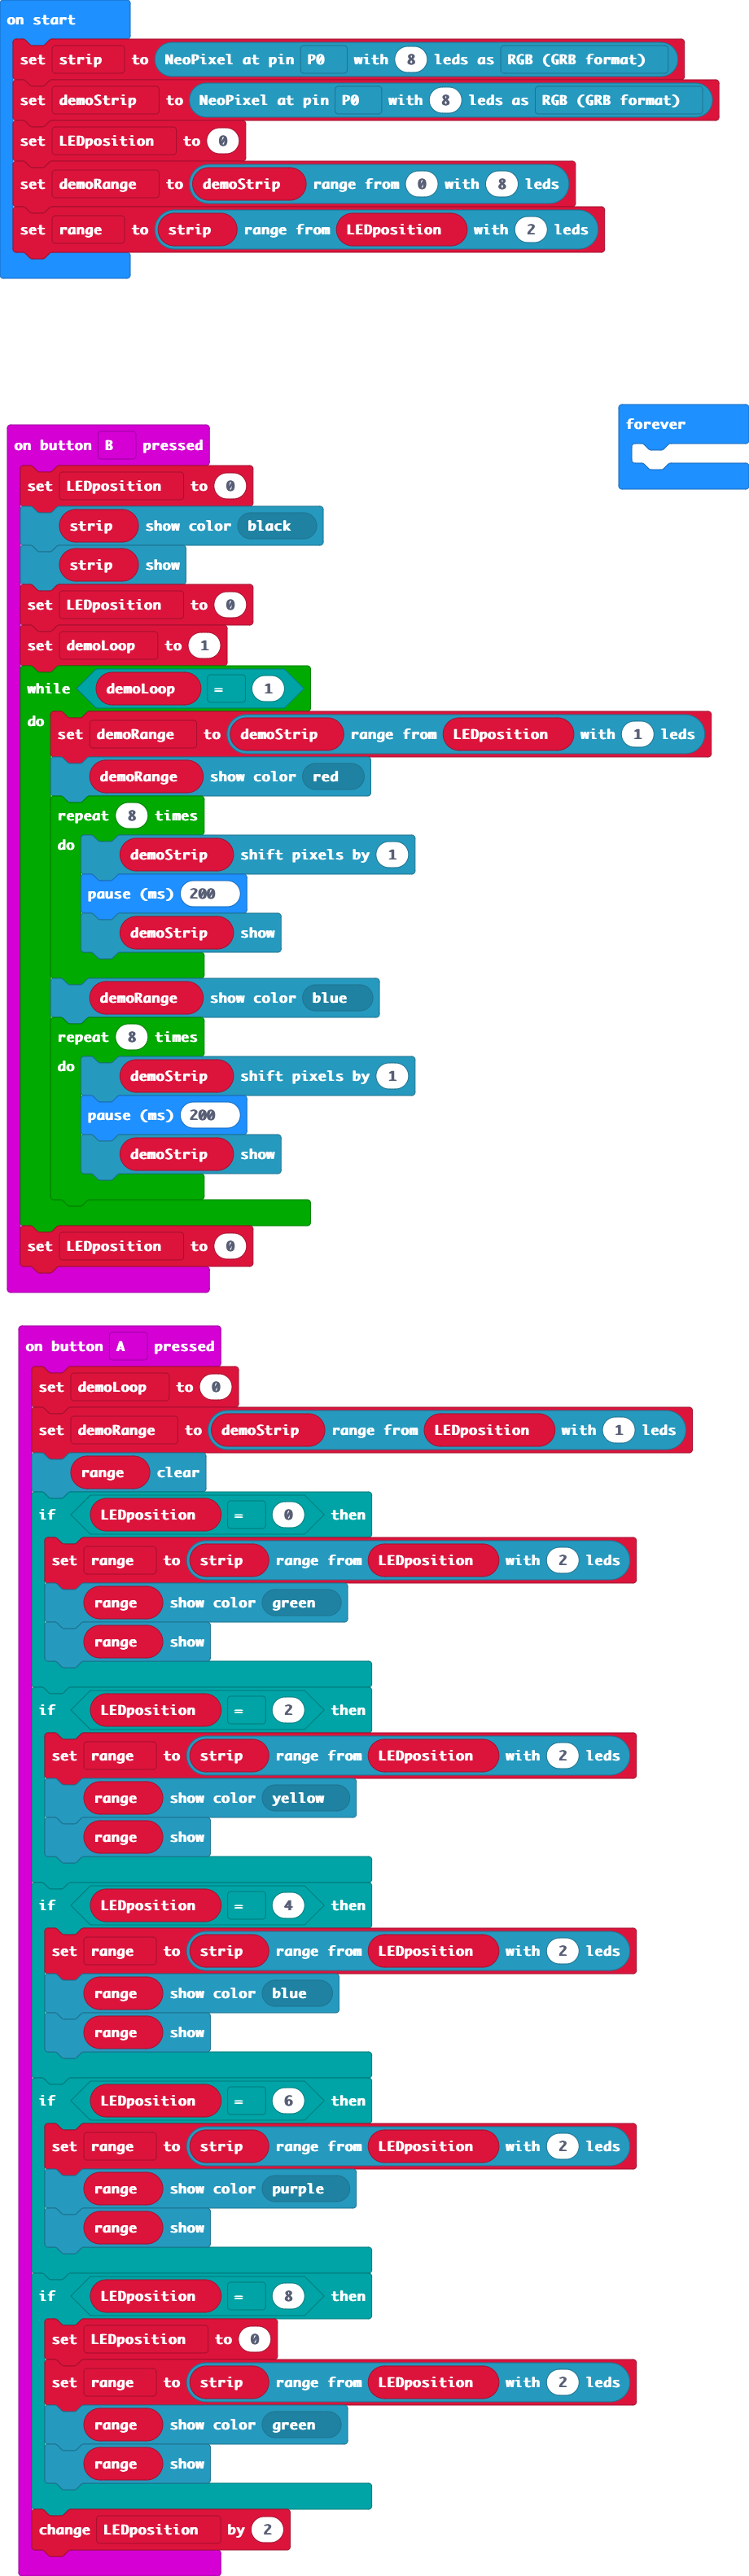 on start
set strip to NeoPixel at pin P0 with 8 leds as RGB (GRB format)
set demoStrip to NeoPixel at pin P0 with 8 leds as RGB (GRB format)
set LEDposition to 0
set demoRange to demoStrip range from 0 with 8 leds
set range to strip range from LEDposition with 2 leds
forever
on button B pressed
set LEDposition to 0
strip show color black
strip show
set LEDposition to 0
set demoLoop to 1
while demoLoop = 1
do
set demoRange to demoStrip range from LEDposition with 1 leds
demoRange show color red
repeat 8 times
do
demoStrip shift pixels by 1
pause (ms) 200
demoStrip show
demoRange show color blue
repeat 8 times
do
demoStrip shift pixels by 1
pause (ms) 200
demoStrip show
set LEDposition to 0
on button A pressed
set demoLoop to 0
set demoRange to demoStrip range from LEDposition with 1 leds
range clear
if LEDposition = 0 then
set range to strip range from LEDposition with 2 leds
range show color green
range show
if LEDposition = 2 then
set range to strip range from LEDposition with 2 leds
range show color yellow
range show
if LEDposition = 4 then
set range to strip range from LEDposition with 2 leds
range show color blue
range show
if LEDposition = 6 then
set range to strip range from LEDposition with 2 leds
range show color purple
range show
if LEDposition = 8 then
set LEDposition to 0
set range to strip range from LEDposition with 2 leds
range show color green
range show
change LEDposition by 2